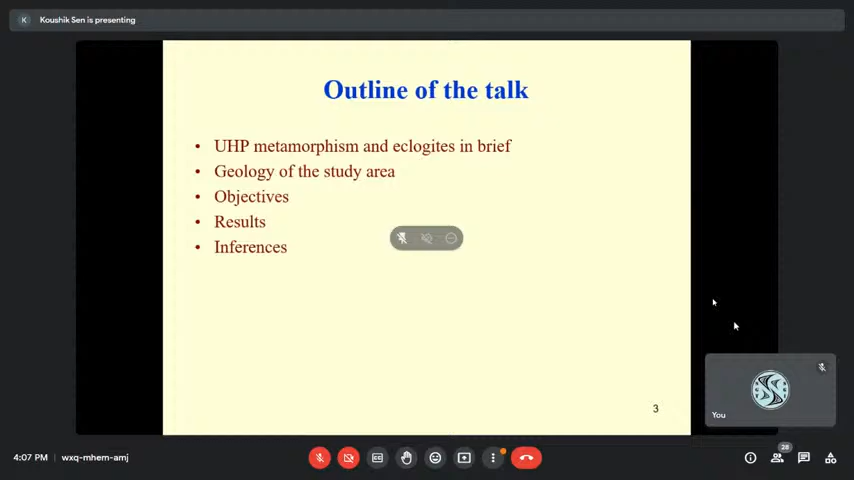 K Koushik Sen is presenting
Outline of the talk
• UHP metamorphism and eclogites in brief
• Geology of the study area
• Objectives
• Results
• Inferences
3
You
4:07 PM wxq-mhem-amj
28